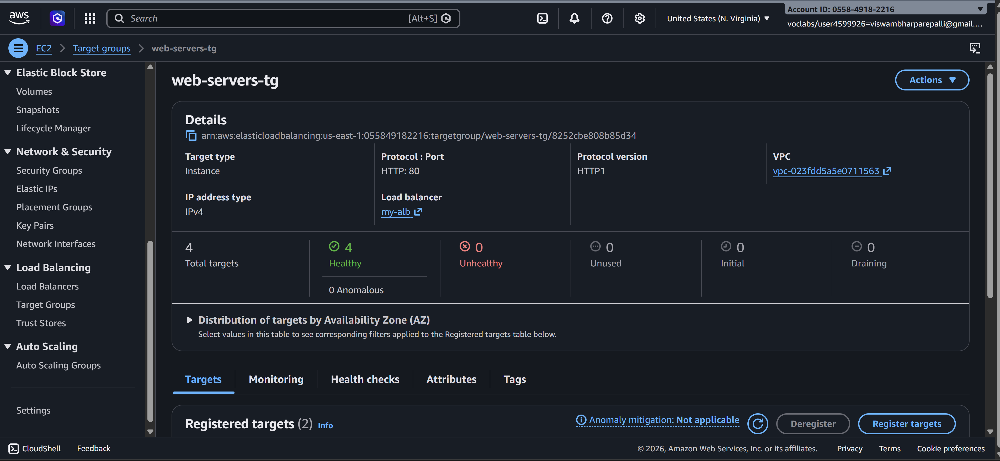 aws
Search [Alt+S]
United States (N. Virginia)
Account ID: 0558-4918-2216
voclabs/user4599926=viswambharparepalli@gmail....
EC2 Target groups web-servers-tg
Elastic Block Store
Volumes
Snapshots
Lifecycle Manager
Network & Security
Security Groups
Elastic IPs
Placement Groups
Key Pairs
Network Interfaces
Load Balancing
Load Balancers
Target Groups
Trust Stores
Auto Scaling
Auto Scaling Groups
Settings
web-servers-tg
Actions
Details
arn:aws:elasticloadbalancing:us-east-1:055849182216:targetgroup/web-servers-tg/8252cbe808b85d34
Target type
Instance
Protocol : Port
HTTP: 80
Protocol version
HTTP1
VPC
vpc-023fdd5a5e0711563
IP address type
IPv4
Load balancer
my-alb
4
Total targets
4
Healthy
0 Anomalous
0
Unhealthy
0
Unused
0
Initial
0
Draining
Distribution of targets by Availability Zone (AZ)
Select values in this table to see corresponding filters applied to the Registered targets table below.
Targets Monitoring Health checks Attributes Tags
Registered targets (2) Info
Anomaly mitigation: Not applicable
Deregister
Register targets
CloudShell Feedback
© 2026, Amazon Web Services, Inc. or its affiliates. Privacy Terms Cookie preferences